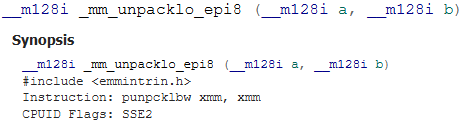 __m128i _mm_unpacklo_epi8 (__m128i a, __m128i b)
Synopsis
__m128i _mm_unpacklo_epi8 (__m128i a, __m128i b)
#include <emmintrin.h>
Instruction: punpcklbw xmm, xmm
CPUID Flags: SSE2